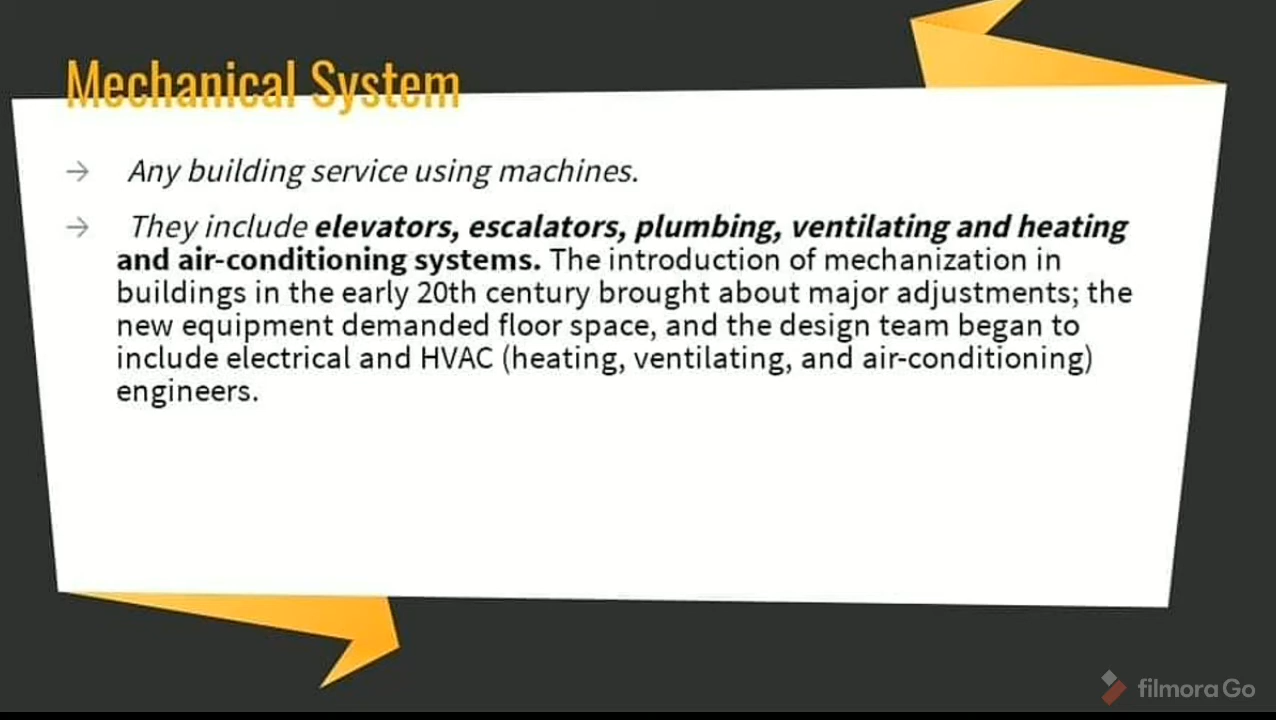 Mechanical System
→ Any building service using machines.
→ They include elevators, escalators, plumbing, ventilating and heating
and air-conditioning systems. The introduction of mechanization in
buildings in the early 20th century brought about major adjustments; the
new equipment demanded floor space, and the design team began to
include electrical and HVAC (heating, ventilating, and air-conditioning)
engineers.
filmoraGo